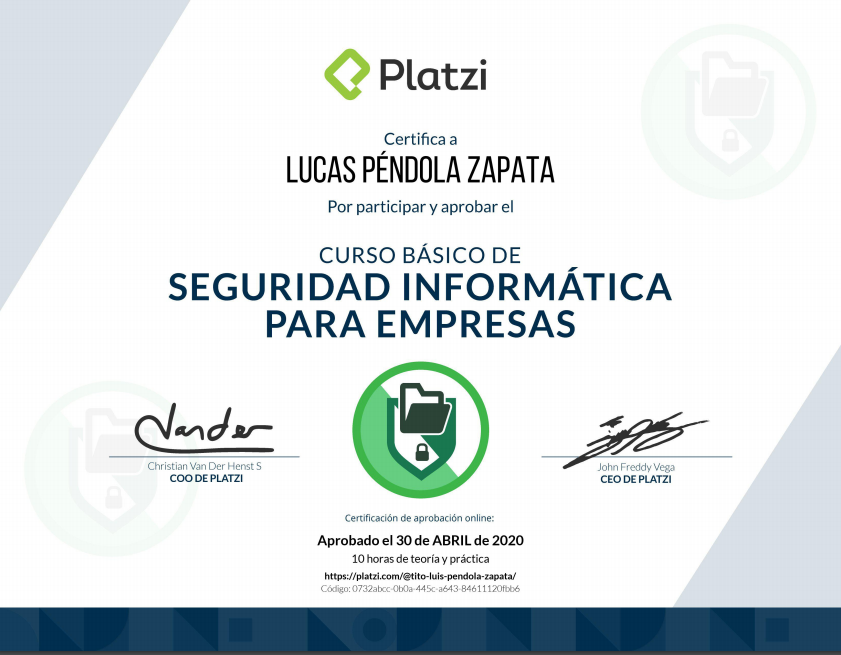 Platzi
Certifica a
LUCAS PÉNDOLA ZAPATA
Por participar y aprobar el
CURSO BÁSICO DE
SEGURIDAD INFORMÁTICA
PARA EMPRESAS
Vander
Christian Van Der Henst S
COO DE PLATZI
John Freddy Vega
CEO DE PLATZI
Certificación de aprobación online:
Aprobado el 30 de ABRIL de 2020
10 horas de teoría y práctica
https://platzi.com/@tito-luis-pendola-zapata/
Código: 0732abcc-0b0a-445c-a643-84611120fbb6